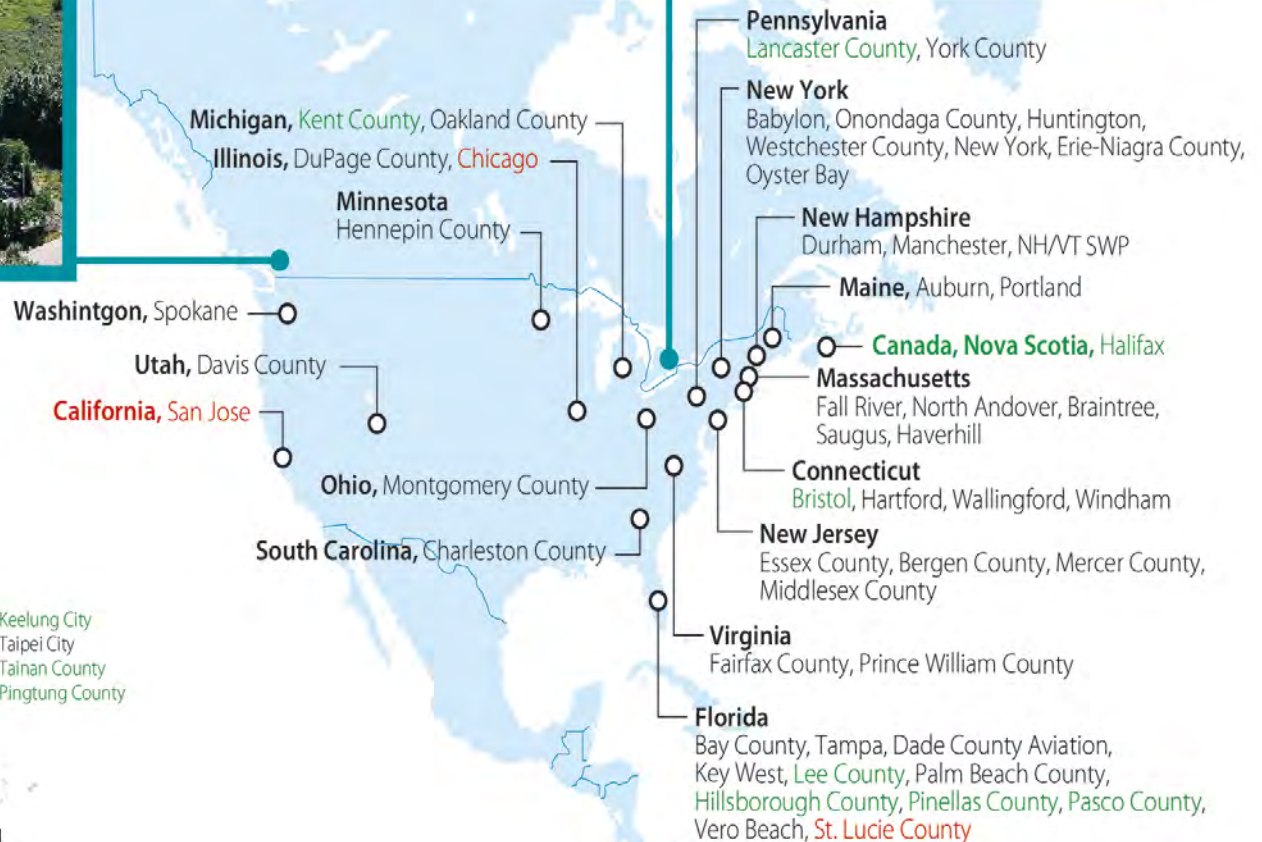 Pennsylvania
Lancaster County, York County
New York
Babylon, Onondaga County, Huntington,
Westchester County, New York, Erie-Niagra County,
Oyster Bay
Michigan, Kent County, Oakland County
Illinois, DuPage County, Chicago
Minnesota
Hennepin County
New Hampshire
Durham, Manchester, NH/VT SWP
Maine, Auburn, Portland
Washintgon, Spokane
Canada, Nova Scotia, Halifax
Utah, Davis County
Massachusetts
Fall River, North Andover, Braintree,
Saugus, Haverhill
California, San Jose
Connecticut
Bristol, Hartford, Wallingford, Windham
Ohio, Montgomery County
New Jersey
Essex County, Bergen County, Mercer County,
Middlesex County
South Carolina, Charleston County
Keelung City
Taipei City
Tainan County
Pingtung County
Virginia
Fairfax County, Prince William County
Florida
Bay County, Tampa, Dade County Aviation,
Key West, Lee County, Palm Beach County,
Hillsborough County, Pinellas County, Pasco County,
Vero Beach, St. Lucie County